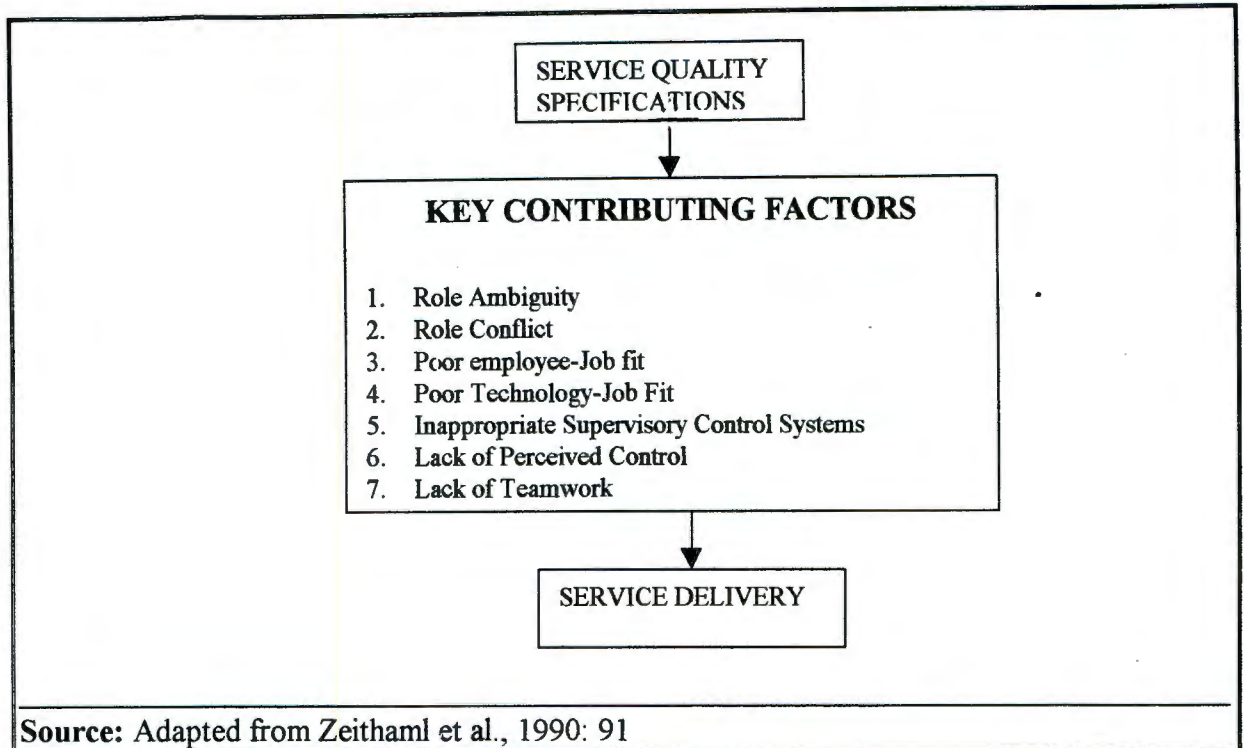 SERVICE QUALITY
SPECIFICATIONS
KEY CONTRIBUTING FACTORS
1. Role Ambiguity
2. Role Conflict
3. Poor employee-Job fit
4. Poor Technology-Job Fit
5. Inappropriate Supervisory Control Systems
6. Lack of Perceived Control
7. Lack of Teamwork
SERVICE DELIVERY
Source: Adapted from Zeithaml et al., 1990: 91